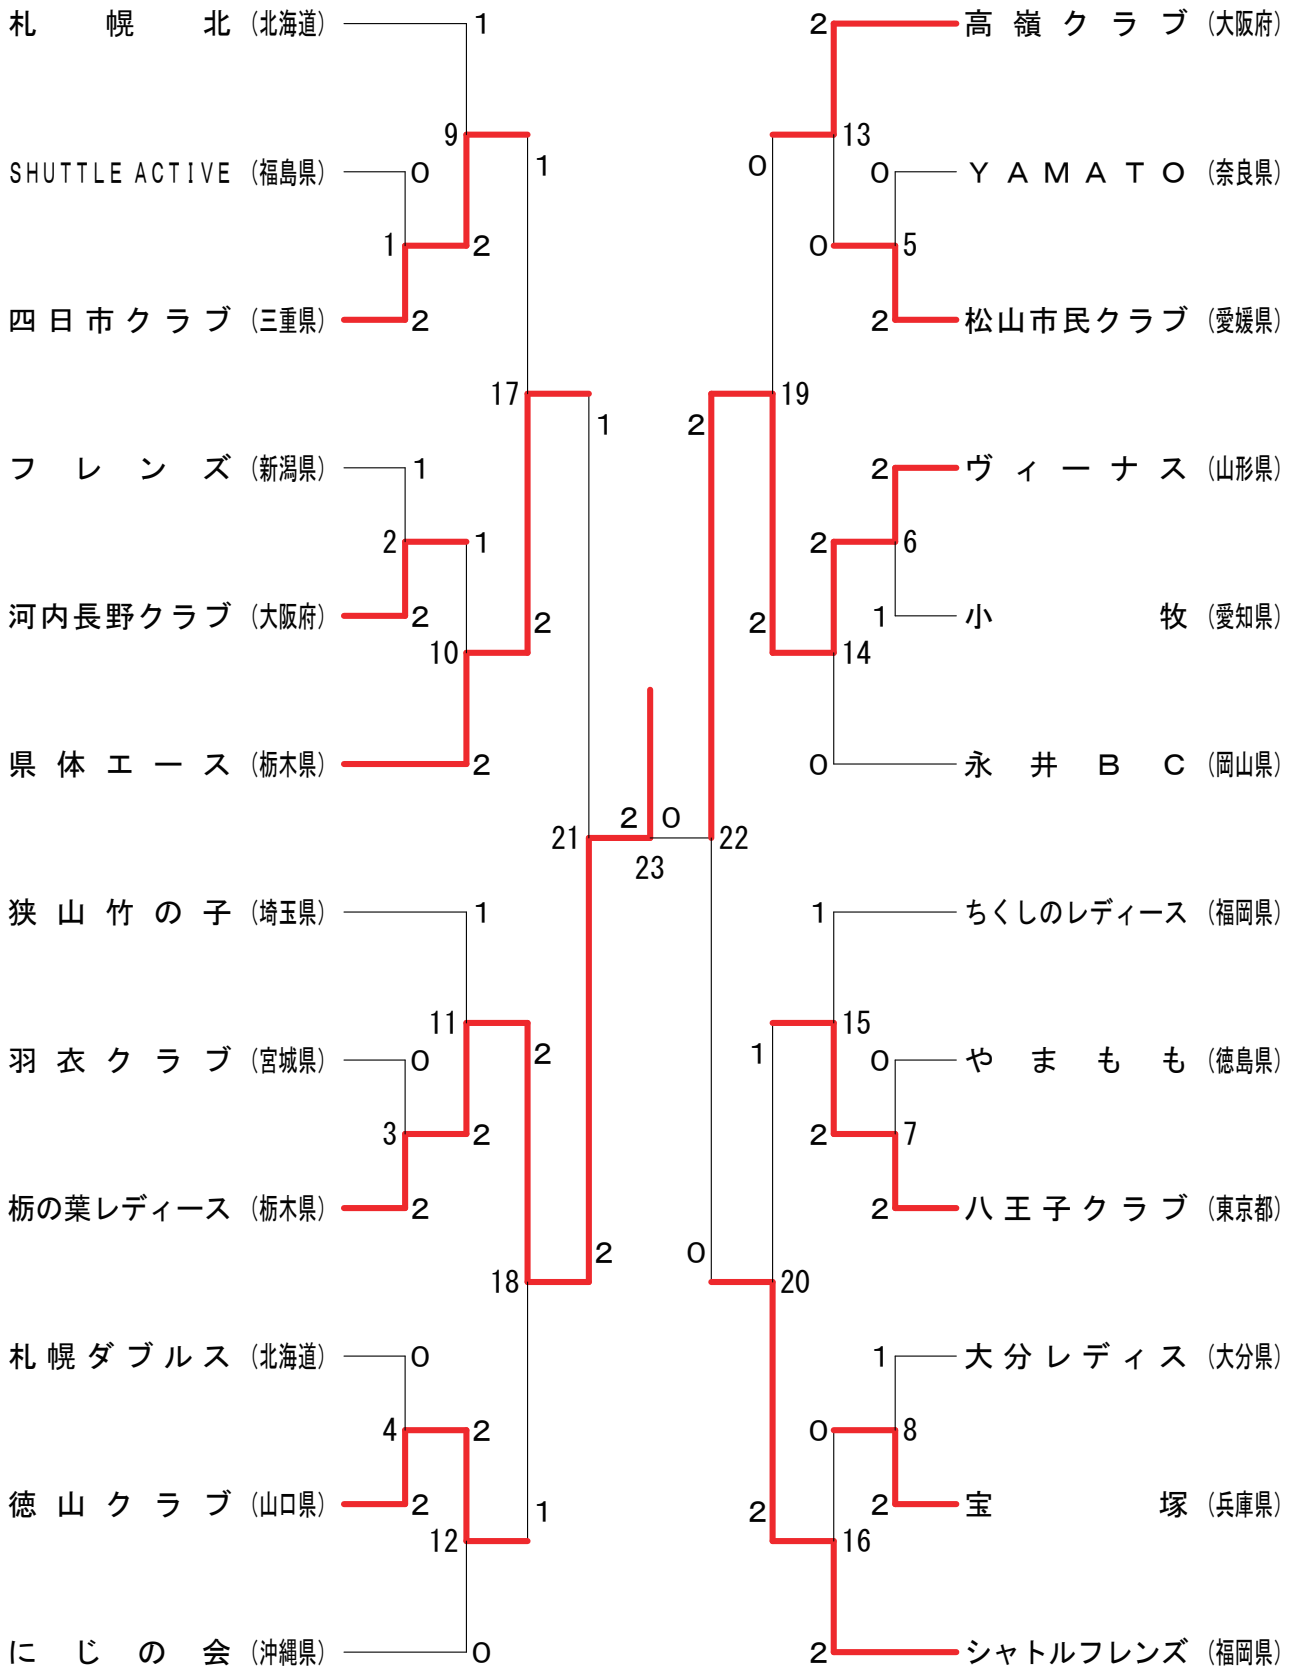 札幌北 (北海道) 1 2 高嶺クラブ (大阪府)
9 13
SHUTTLE ACTIVE (福島県) 0 1 0 0 YAMATO (奈良県)
1 2 0 5
四日市クラブ (三重県) 2 2 松山市民クラブ (愛媛県)
17 19
1 2
フレンズ (新潟県) 1 2 ヴィーナス (山形県)
2 1 2 6
河内長野クラブ (大阪府) 2 2 2 1 小牧 (愛知県)
10 14
県体エース (栃木県) 2 0 永井BC (岡山県)
2 0
21 22
23
狭山竹の子 (埼玉県) 1 1 ちくしのレディース (福岡県)
11 15
羽衣クラブ (宮城県) 0 2 1 0 やまもも (徳島県)
3 2 2 7
栃の葉レディース (栃木県) 2 2 八王子クラブ (東京都)
2 0
18 20
札幌ダブルス (北海道) 0 1 大分レディス (大分県)
4 2 0 8
徳山クラブ (山口県) 2 1 2 2 宝塚 (兵庫県)
12 16
にじの会 (沖縄県) 0 2 シャトルフレンズ (福岡県)